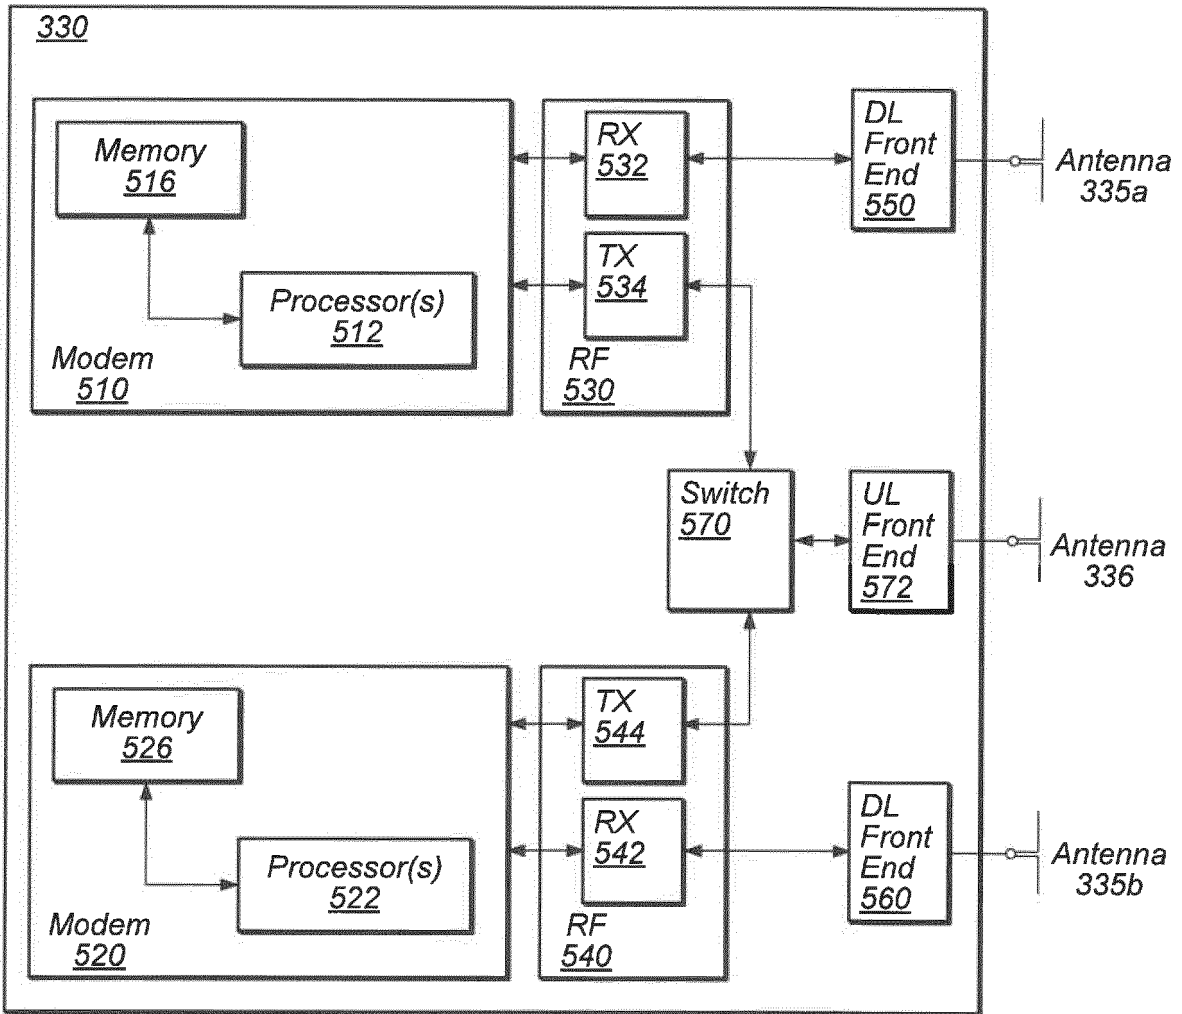 330
Memory
516
Processor(s)
512
Modem
510
RX
532
TX
534
RF
530
DL
Front
End
550
Antenna
335a
Switch
570
UL
Front
End
572
Antenna
336
Memory
526
Processor(s)
522
Modem
520
TX
544
RX
542
RF
540
DL
Front
End
560
Antenna
335b